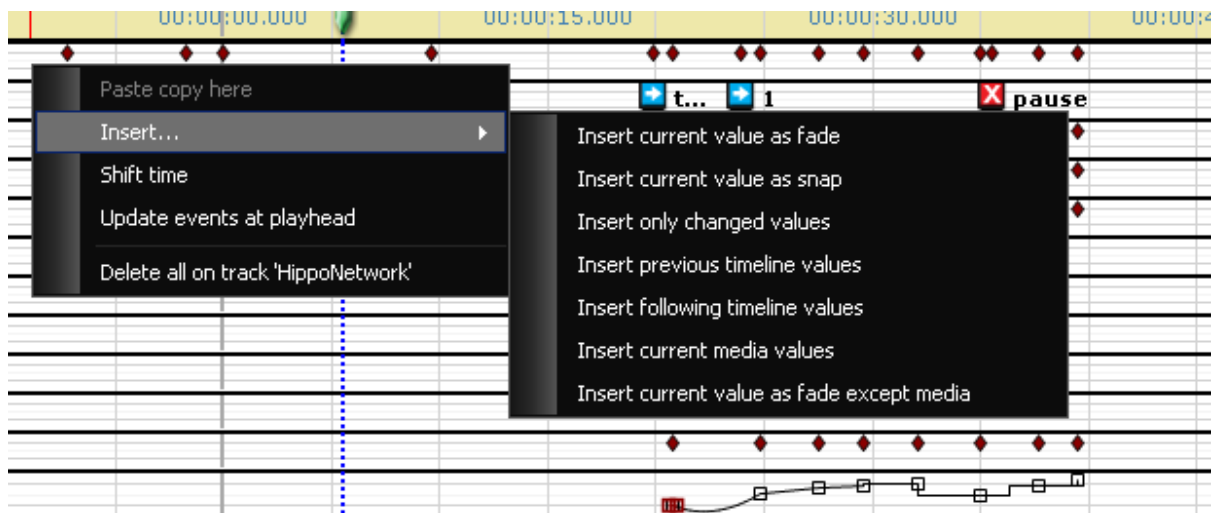 00:00:00.000 00:00:15.000 00:00:30.000 00:00:4
Paste copy here
t... 1 X pause
Insert...
Insert current value as fade
Shift time
Insert current value as snap
Update events at playhead
Insert only changed values
Delete all on track 'HippoNetwork'
Insert previous timeline values
Insert following timeline values
Insert current media values
Insert current value as fade except media